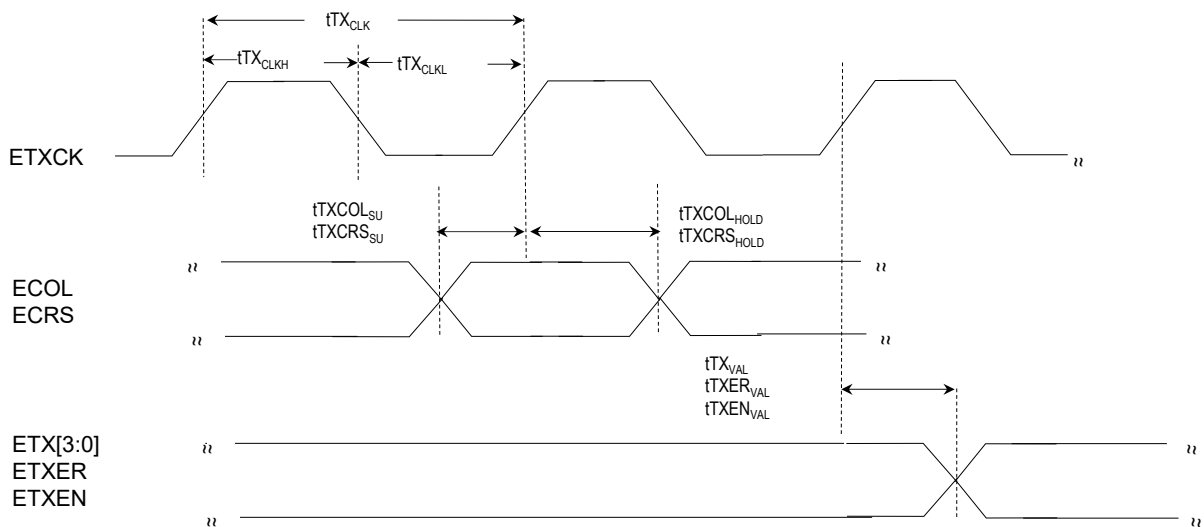 tTXCLK
tTXCLKH
tTXCLKL
ETXCK
tTXCOLSU
tTXCRSSU
tTXCOLHOLD
tTXCRSHOLD
ECOL
ECRS
tTXVAL
tTXERVAL
tTXENVAL
ETX[3:0]
ETXER
ETXEN